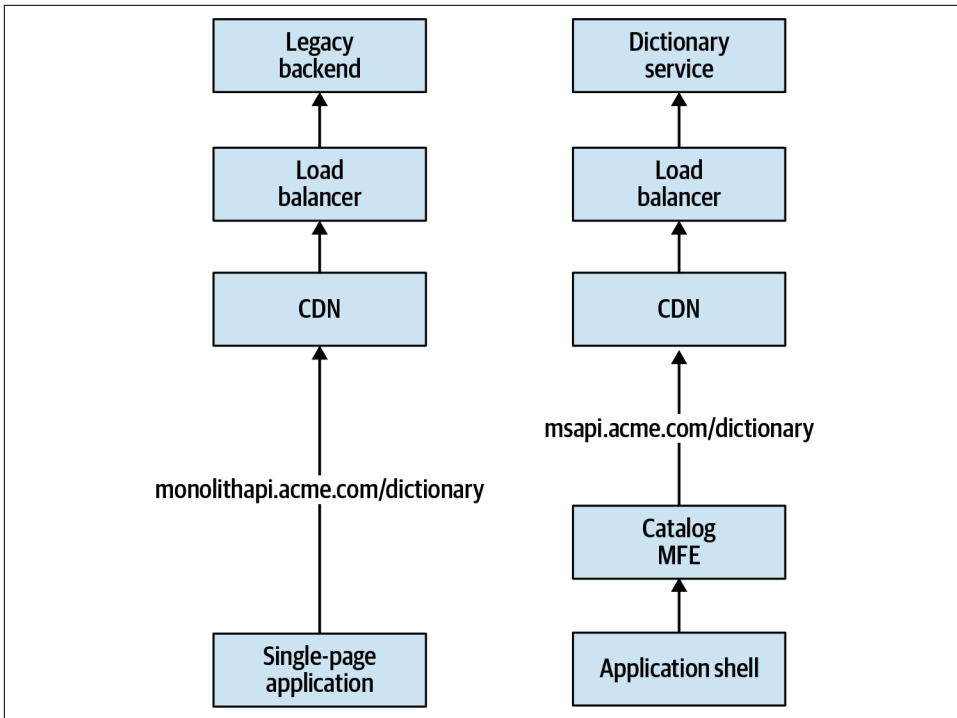 Legacy
backend
Dictionary
service
Load
balancer
Load
balancer
CDN
CDN
msapi.acme.com/dictionary
monolithapi.acme.com/dictionary
Catalog
MFE
Single-page
application
Application shell